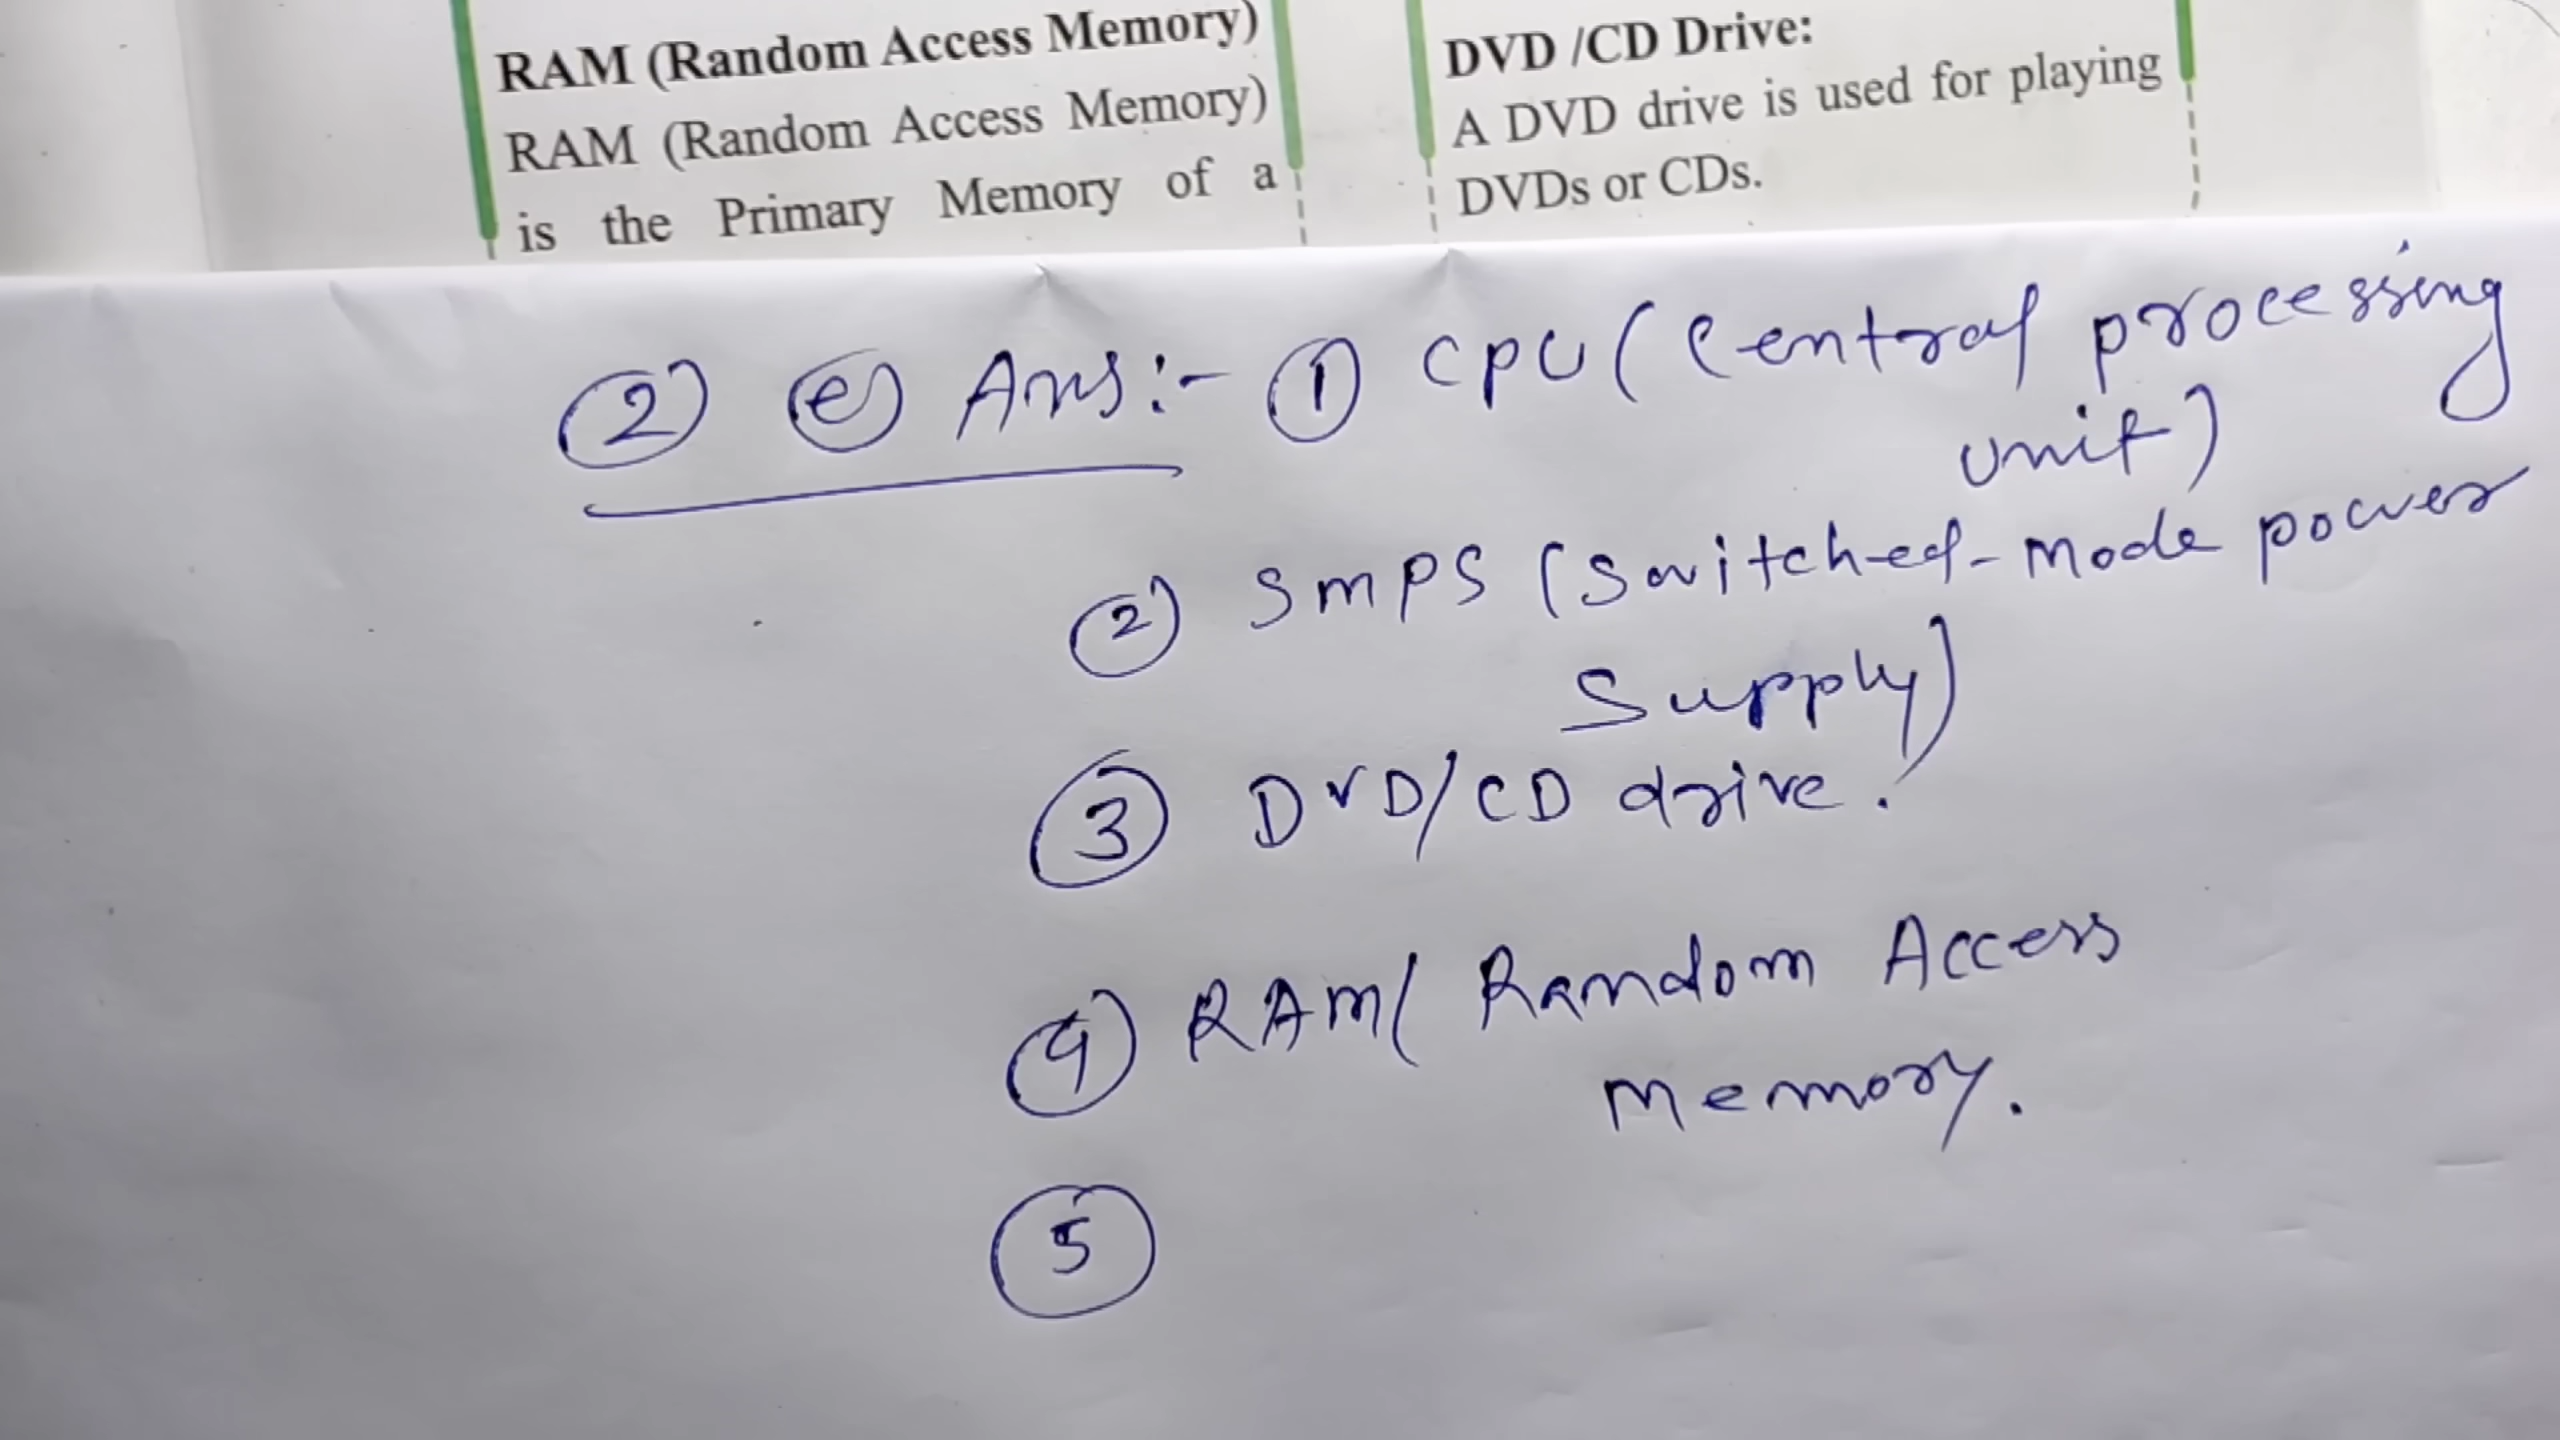 RAM (Random Access Memory)
RAM (Random Access Memory)
is the Primary Memory of a
DVD /CD Drive:
A DVD drive is used for playing
DVDs or CDs.
2 e Ans:- 1 CPU (Central processing
unit)
2 SMPS (Switched-Mode power
Supply)
3 DVD/CD drive.
4 RAM ( Random Access
Memory.
5